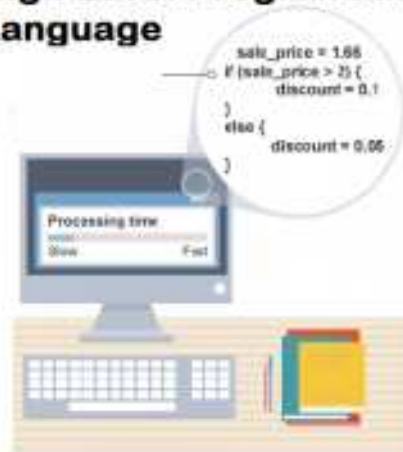 anguage
sale_price = 1.66
if (sale_price > 2) {
discount = 0.1
}
else {
discount = 0.05
}
Processing time
Slow Fast